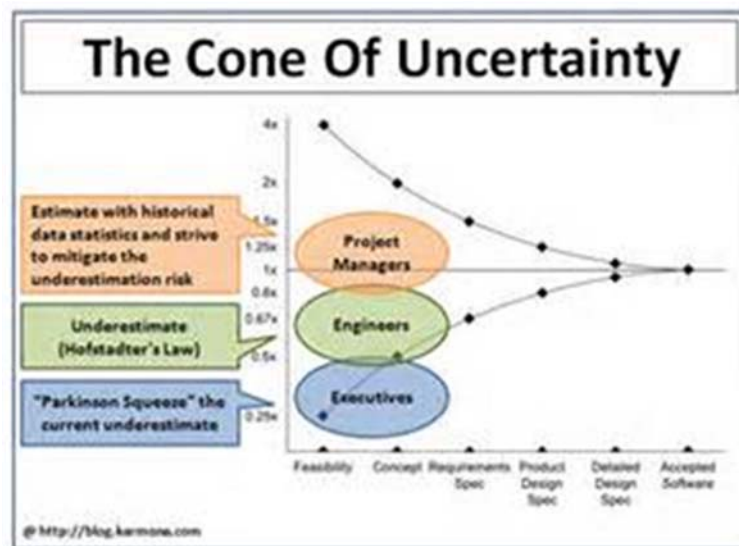 The Cone Of Uncertainty
4x
2x
1.5x
1.25x
1x
0.8x
0.67x
0.5x
0.25x
Estimate with historical
data statistics and strive
to mitigate the
underestimation risk
Underestimate
(Hofstadter's Law)
"Parkinson Squeeze" the
current underestimate
Project
Managers
Engineers
Executives
Feasibility
Concept
Requirements
Spec
Product
Design
Spec
Detailed
Design
Spec
Accepted
Software
@ http://blog.karmona.com